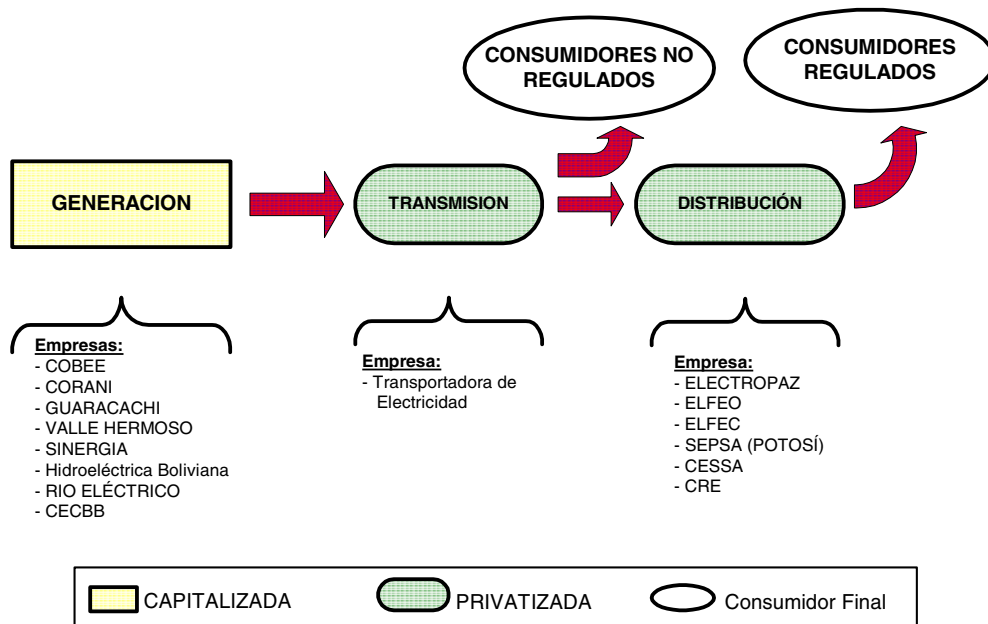 CONSUMIDORES NO
REGULADOS
CONSUMIDORES
REGULADOS
GENERACION
TRANSMISION
DISTRIBUCIÓN
Empresas:
- COBEE
- CORANI
- GUARACACHI
- VALLE HERMOSO
- SINERGIA
- Hidroeléctrica Boliviana
- RIO ELÉCTRICO
- CECBB
Empresa:
- Transportadora de
Electricidad
Empresa:
- ELECTROPAZ
- ELFEO
- ELFEC
- SEPSA (POTOSÍ)
- CESSA
- CRE
CAPITALIZADA
PRIVATIZADA
Consumidor Final